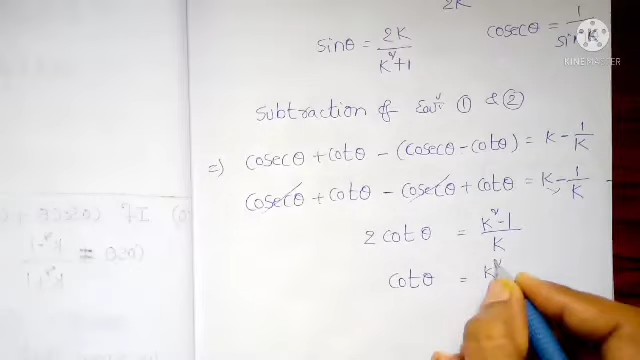 2K
sinθ = 2K / K²+1
cosecθ = 1 / sin
KINEMASTER
Subtraction of ① & ②
⇒ cosecθ + cotθ - (cosecθ - cotθ) = K - 1/K
cosecθ + cotθ - cosecθ + cotθ = K - 1/K
2 cotθ = K²-1 / K
cotθ = K